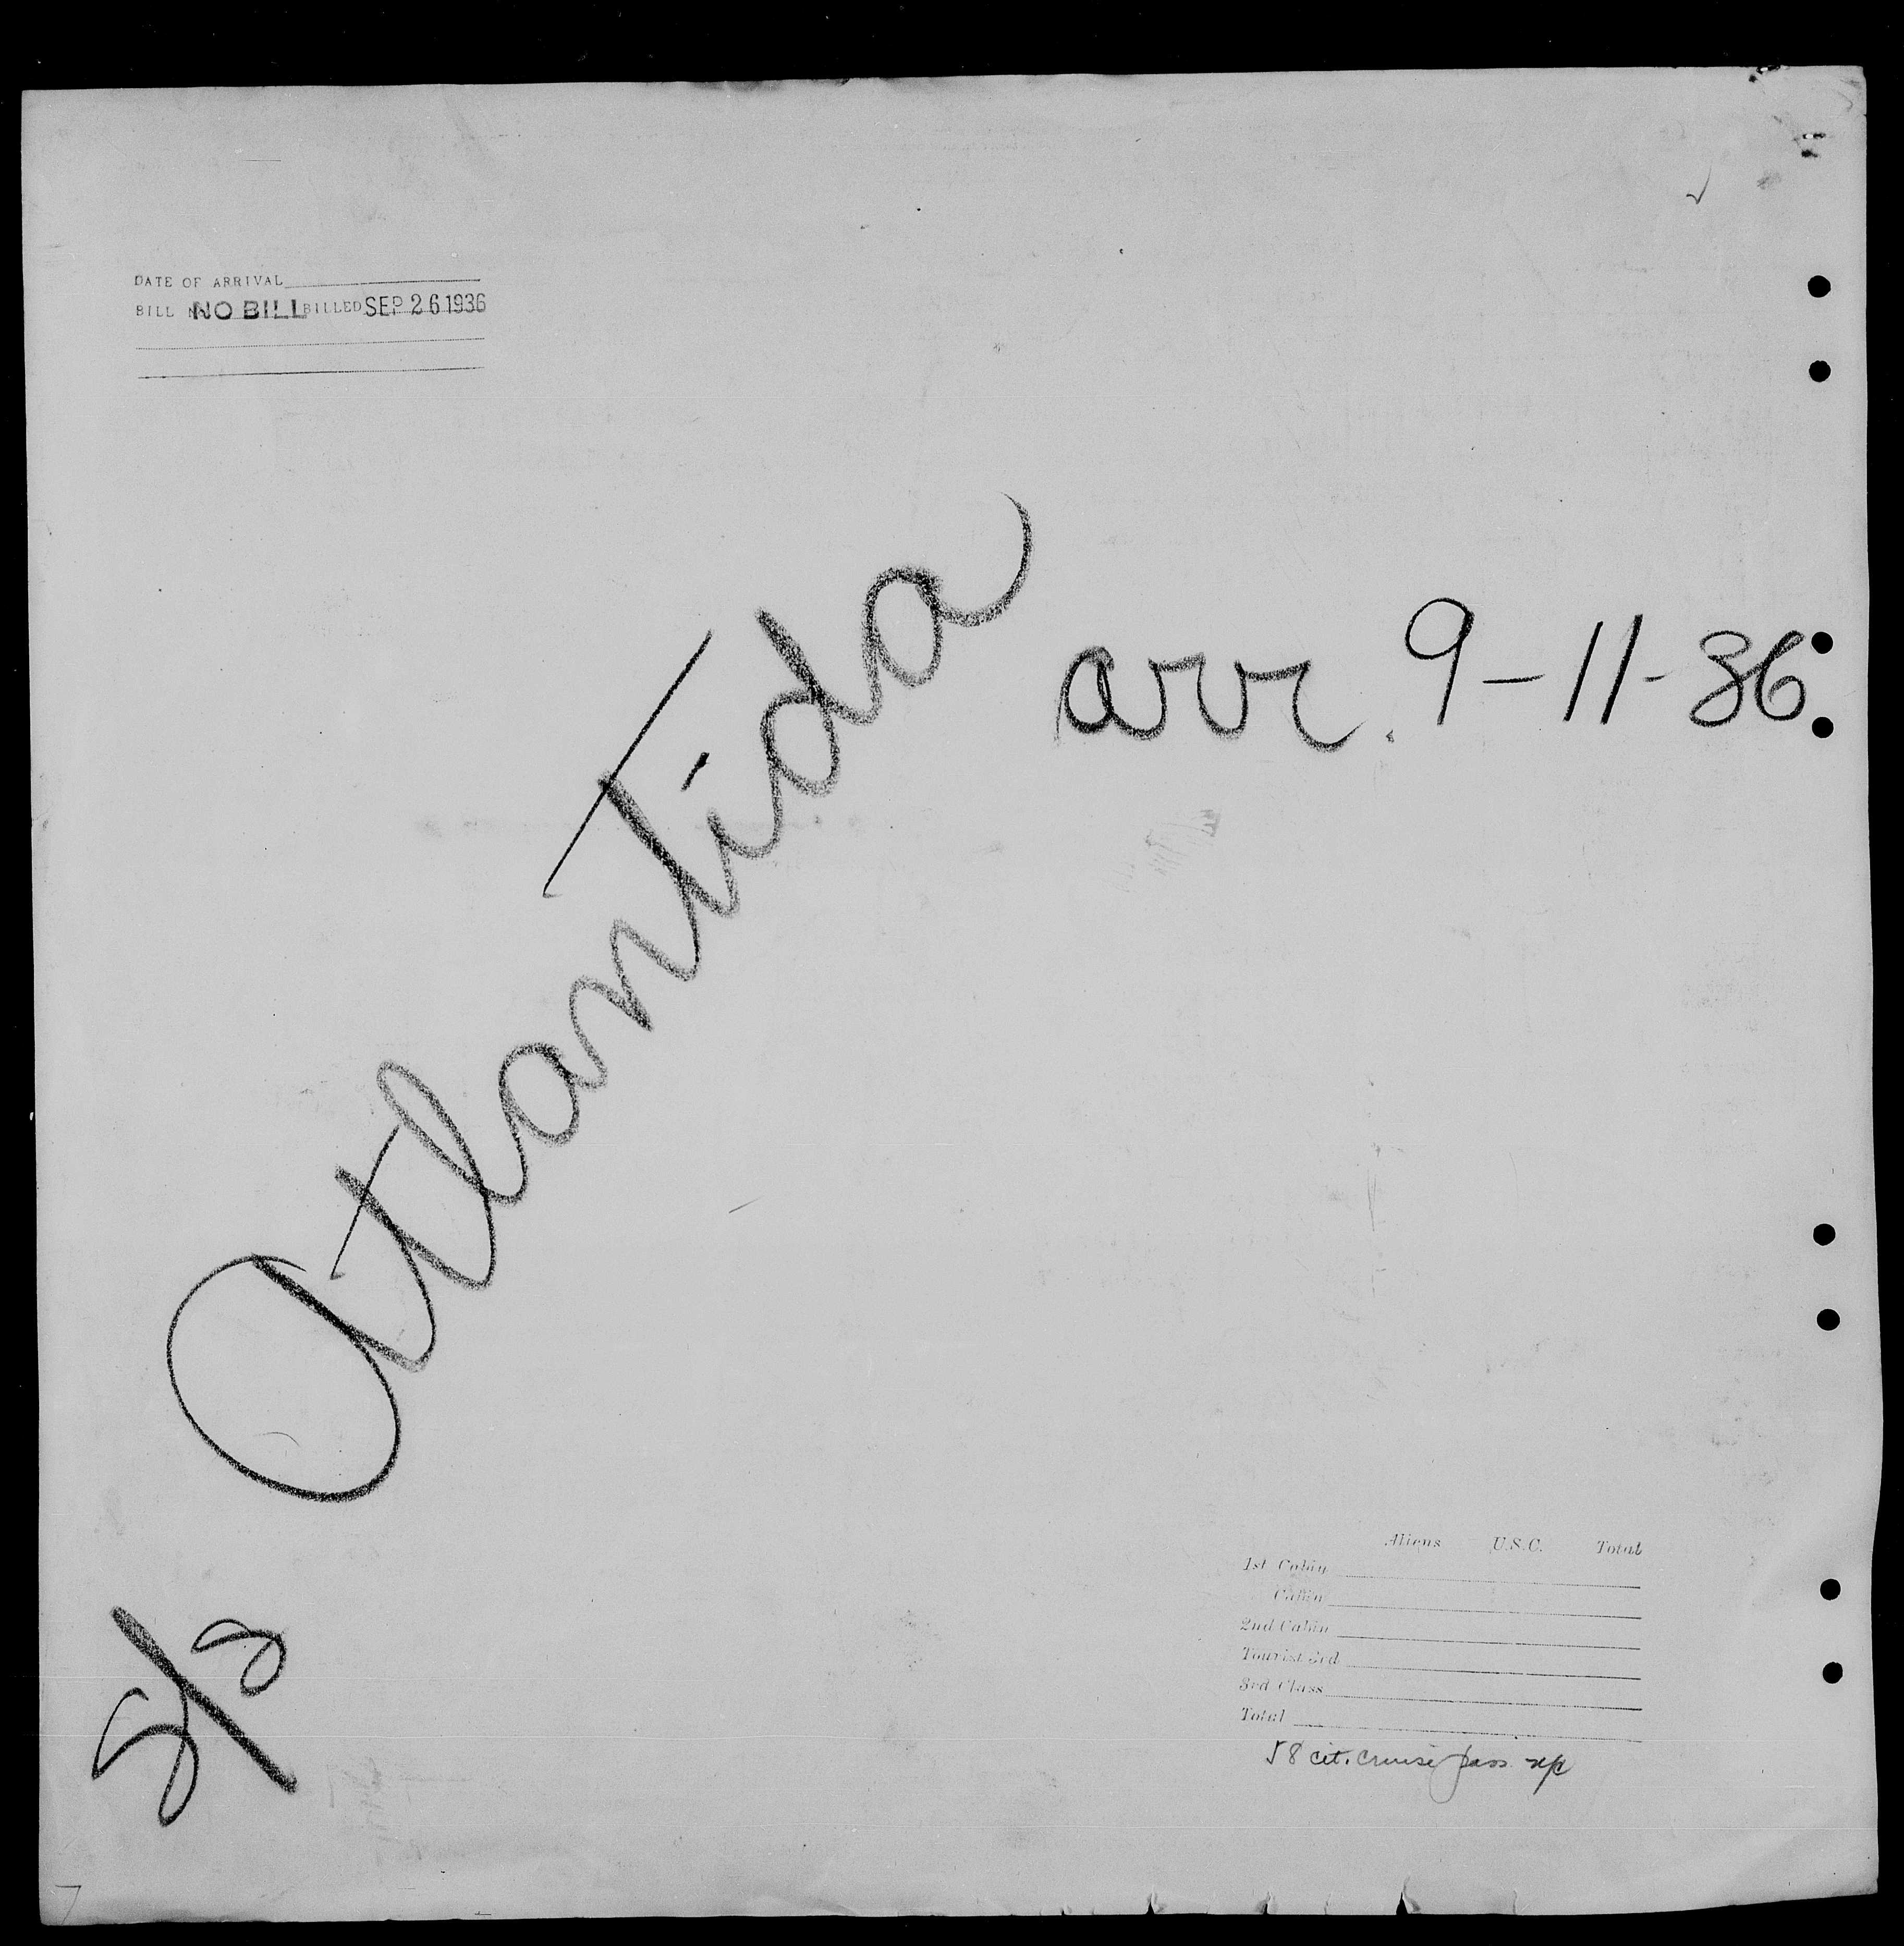 DATE OF ARRIVAL
BILL NO BILL BILLED SEP 26 1936
S/S Atlantida
arr. 9-11-36
Aliens U.S.C. Total
1st Cabin
Cabin
2nd Cabin
Tourist 3rd
3rd Class
Total
58 cit. cruise pass